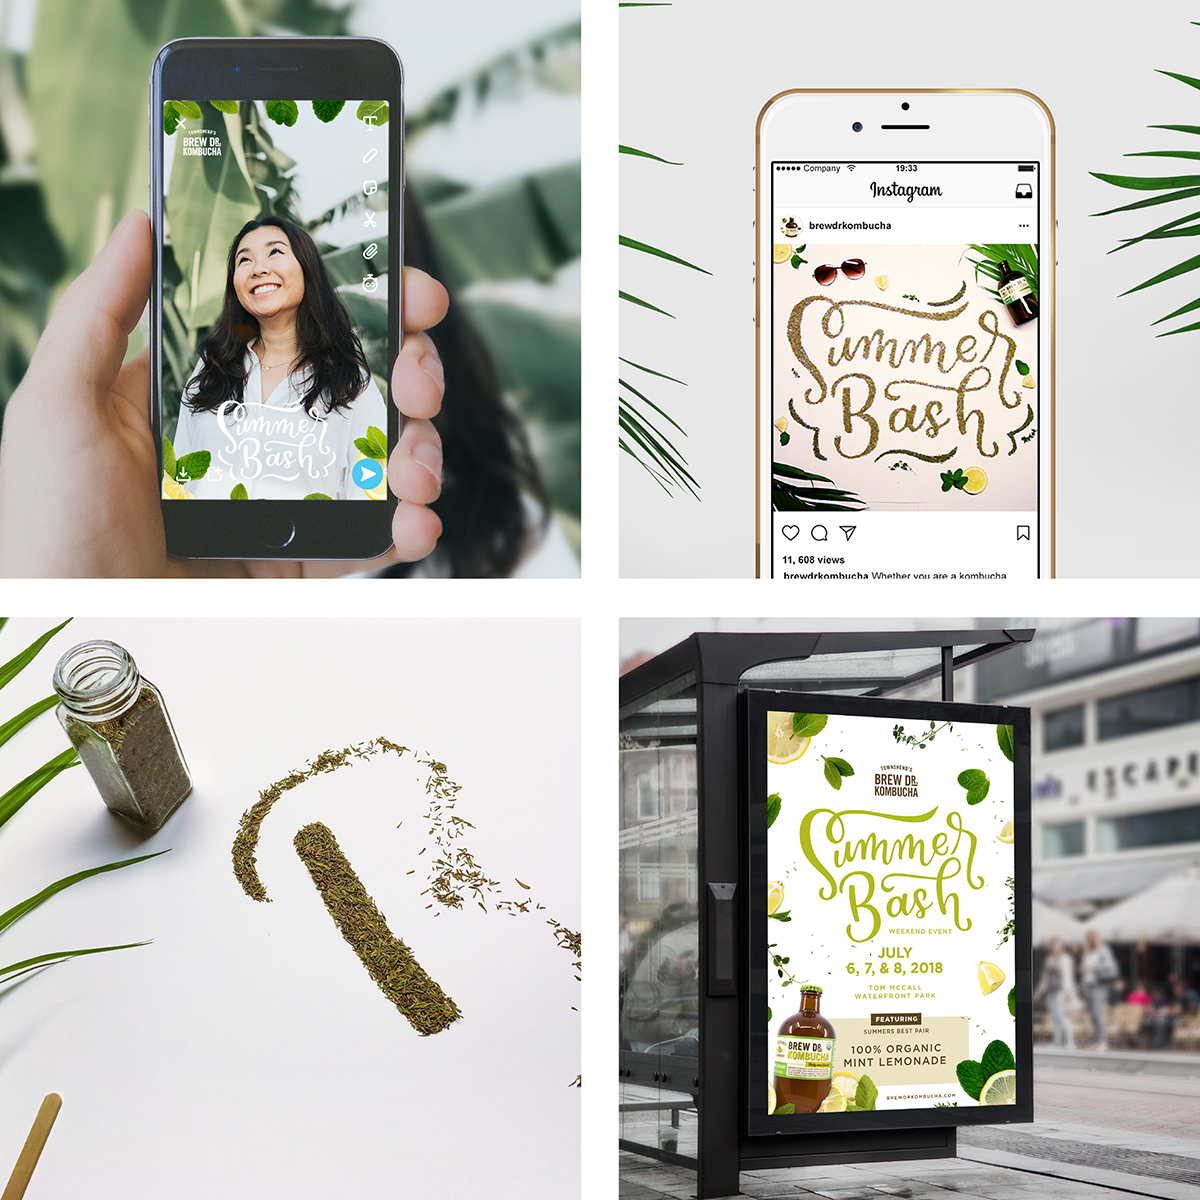 TOWNSHEND'S
BREW DR.
KOMBUCHA
T
Summer
Bash
Company
19:33
Instagram
brewdrkombucha
Summer
Bash
11, 608 views
brewdrkombucha Whether you are a kombucha
ESCAPE
TOWNSHEND'S
BREW DR.
KOMBUCHA
Summer
Bash
WEEKEND EVENT
JULY
6, 7, & 8, 2018
TOM MCCALL
WATERFRONT PARK
FEATURING
SUMMERS BEST PAIR
100% ORGANIC
MINT LEMONADE
BREW DR.
KOMBUCHA
BREWDRKOMBUCHA.COM